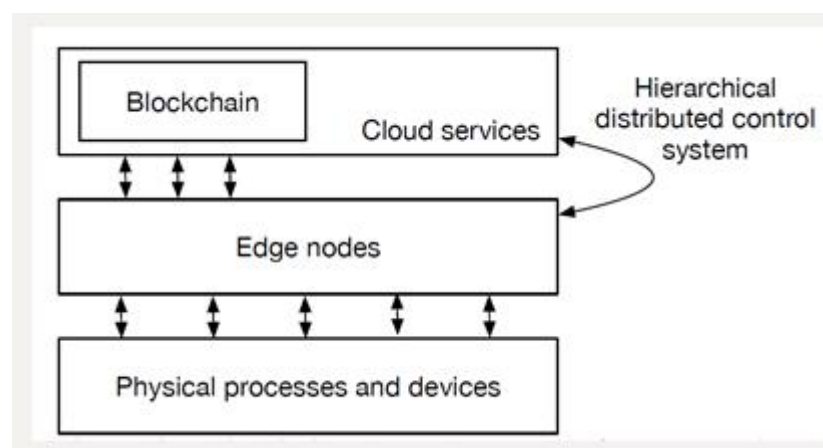 Blockchain
Cloud services
Hierarchical
distributed control
system
Edge nodes
Physical processes and devices